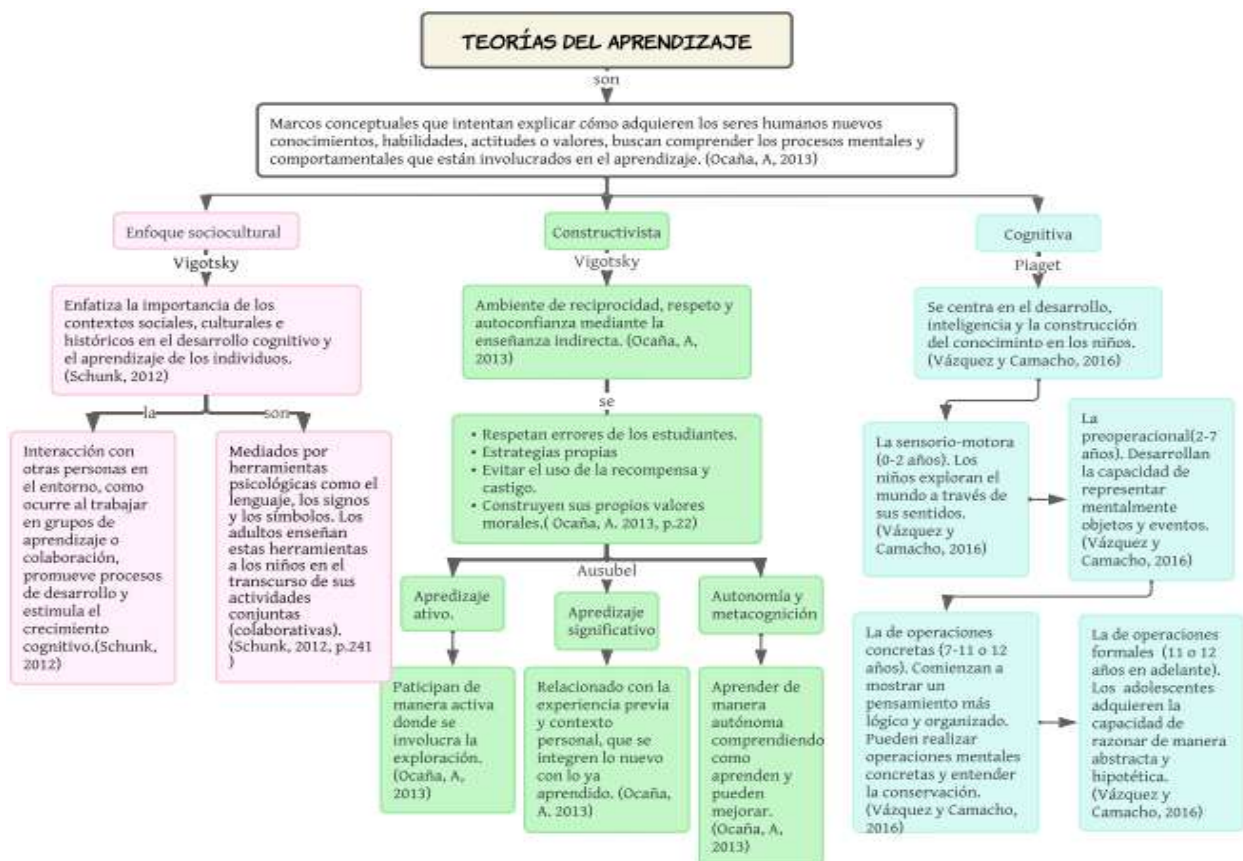 TEORÍAS DEL APRENDIZAJE
son
Marcos conceptuales que intentan explicar cómo adquieren los seres humanos nuevos
conocimientos, habilidades, actitudes o valores, buscan comprender los procesos mentales y
comportamentales que están involucrados en el aprendizaje. (Ocaña, A, 2013)
Enfoque sociocultural
Vigotsky
Enfatiza la importancia de los
contextos sociales, culturales e
históricos en el desarrollo cognitivo y
el aprendizaje de los individuos.
(Schunk, 2012)
la
Interacción con
otras personas en
el entorno, como
ocurre al trabajar
en grupos de
aprendizaje o
colaboración,
promueve procesos
de desarrollo y
estimula el
crecimiento
cognitivo.(Schunk,
2012)
son
Mediados por
herramientas
psicológicas como el
lenguaje, los signos
y los símbolos. Los
adultos enseñan
estas herramientas
a los niños en el
transcurso de sus
actividades
conjuntas
(colaborativas).
(Schunk, 2012, p.241
)
Constructivista
Vigotsky
Ambiente de reciprocidad, respeto y
autoconfianza mediante la
enseñanza indirecta. (Ocaña, A,
2013)
se
• Respetan errores de los estudiantes.
• Estrategias propias
• Evitar el uso de la recompensa y
castigo.
• Construyen sus propios valores
morales.( Ocaña, A. 2013, p.22)
Ausubel
Apredizaje
ativo.
Paticipan de
manera activa
donde se
involucra la
exploración.
(Ocaña, A,
2013)
Apredizaje
significativo
Relacionado con la
experiencia previa
y contexto
personal, que se
integren lo nuevo
con lo ya
aprendido. (Ocaña,
A, 2013)
Autonomía y
metacognición
Aprender de
manera
autónoma
comprendiendo
como
aprenden y
pueden
mejorar.
(Ocaña, A,
2013)
Cognitiva
Piaget
Se centra en el desarrollo,
inteligencia y la construcción
del conociminto en los niños.
(Vázquez y Camacho, 2016)
La sensorio-motora
(0-2 años). Los
niños exploran el
mundo a través de
sus sentidos.
(Vázquez y
Camacho, 2016)
La
preoperacional(2-7
años). Desarrollan
la capacidad de
representar
mentalmente
objetos y eventos.
(Vázquez y
Camacho, 2016)
La de operaciones
concretas (7-11 o 12
años). Comienzan a
mostrar un
pensamiento más
lógico y organizado.
Pueden realizar
operaciones mentales
concretas y entender
la conservación.
(Vázquez y Camacho,
2016)
La de operaciones
formales (11 o 12
años en adelante).
Los adolescentes
adquieren la
capacidad de
razonar de manera
abstracta y
hipotética.
(Vázquez y
Camacho, 2016)